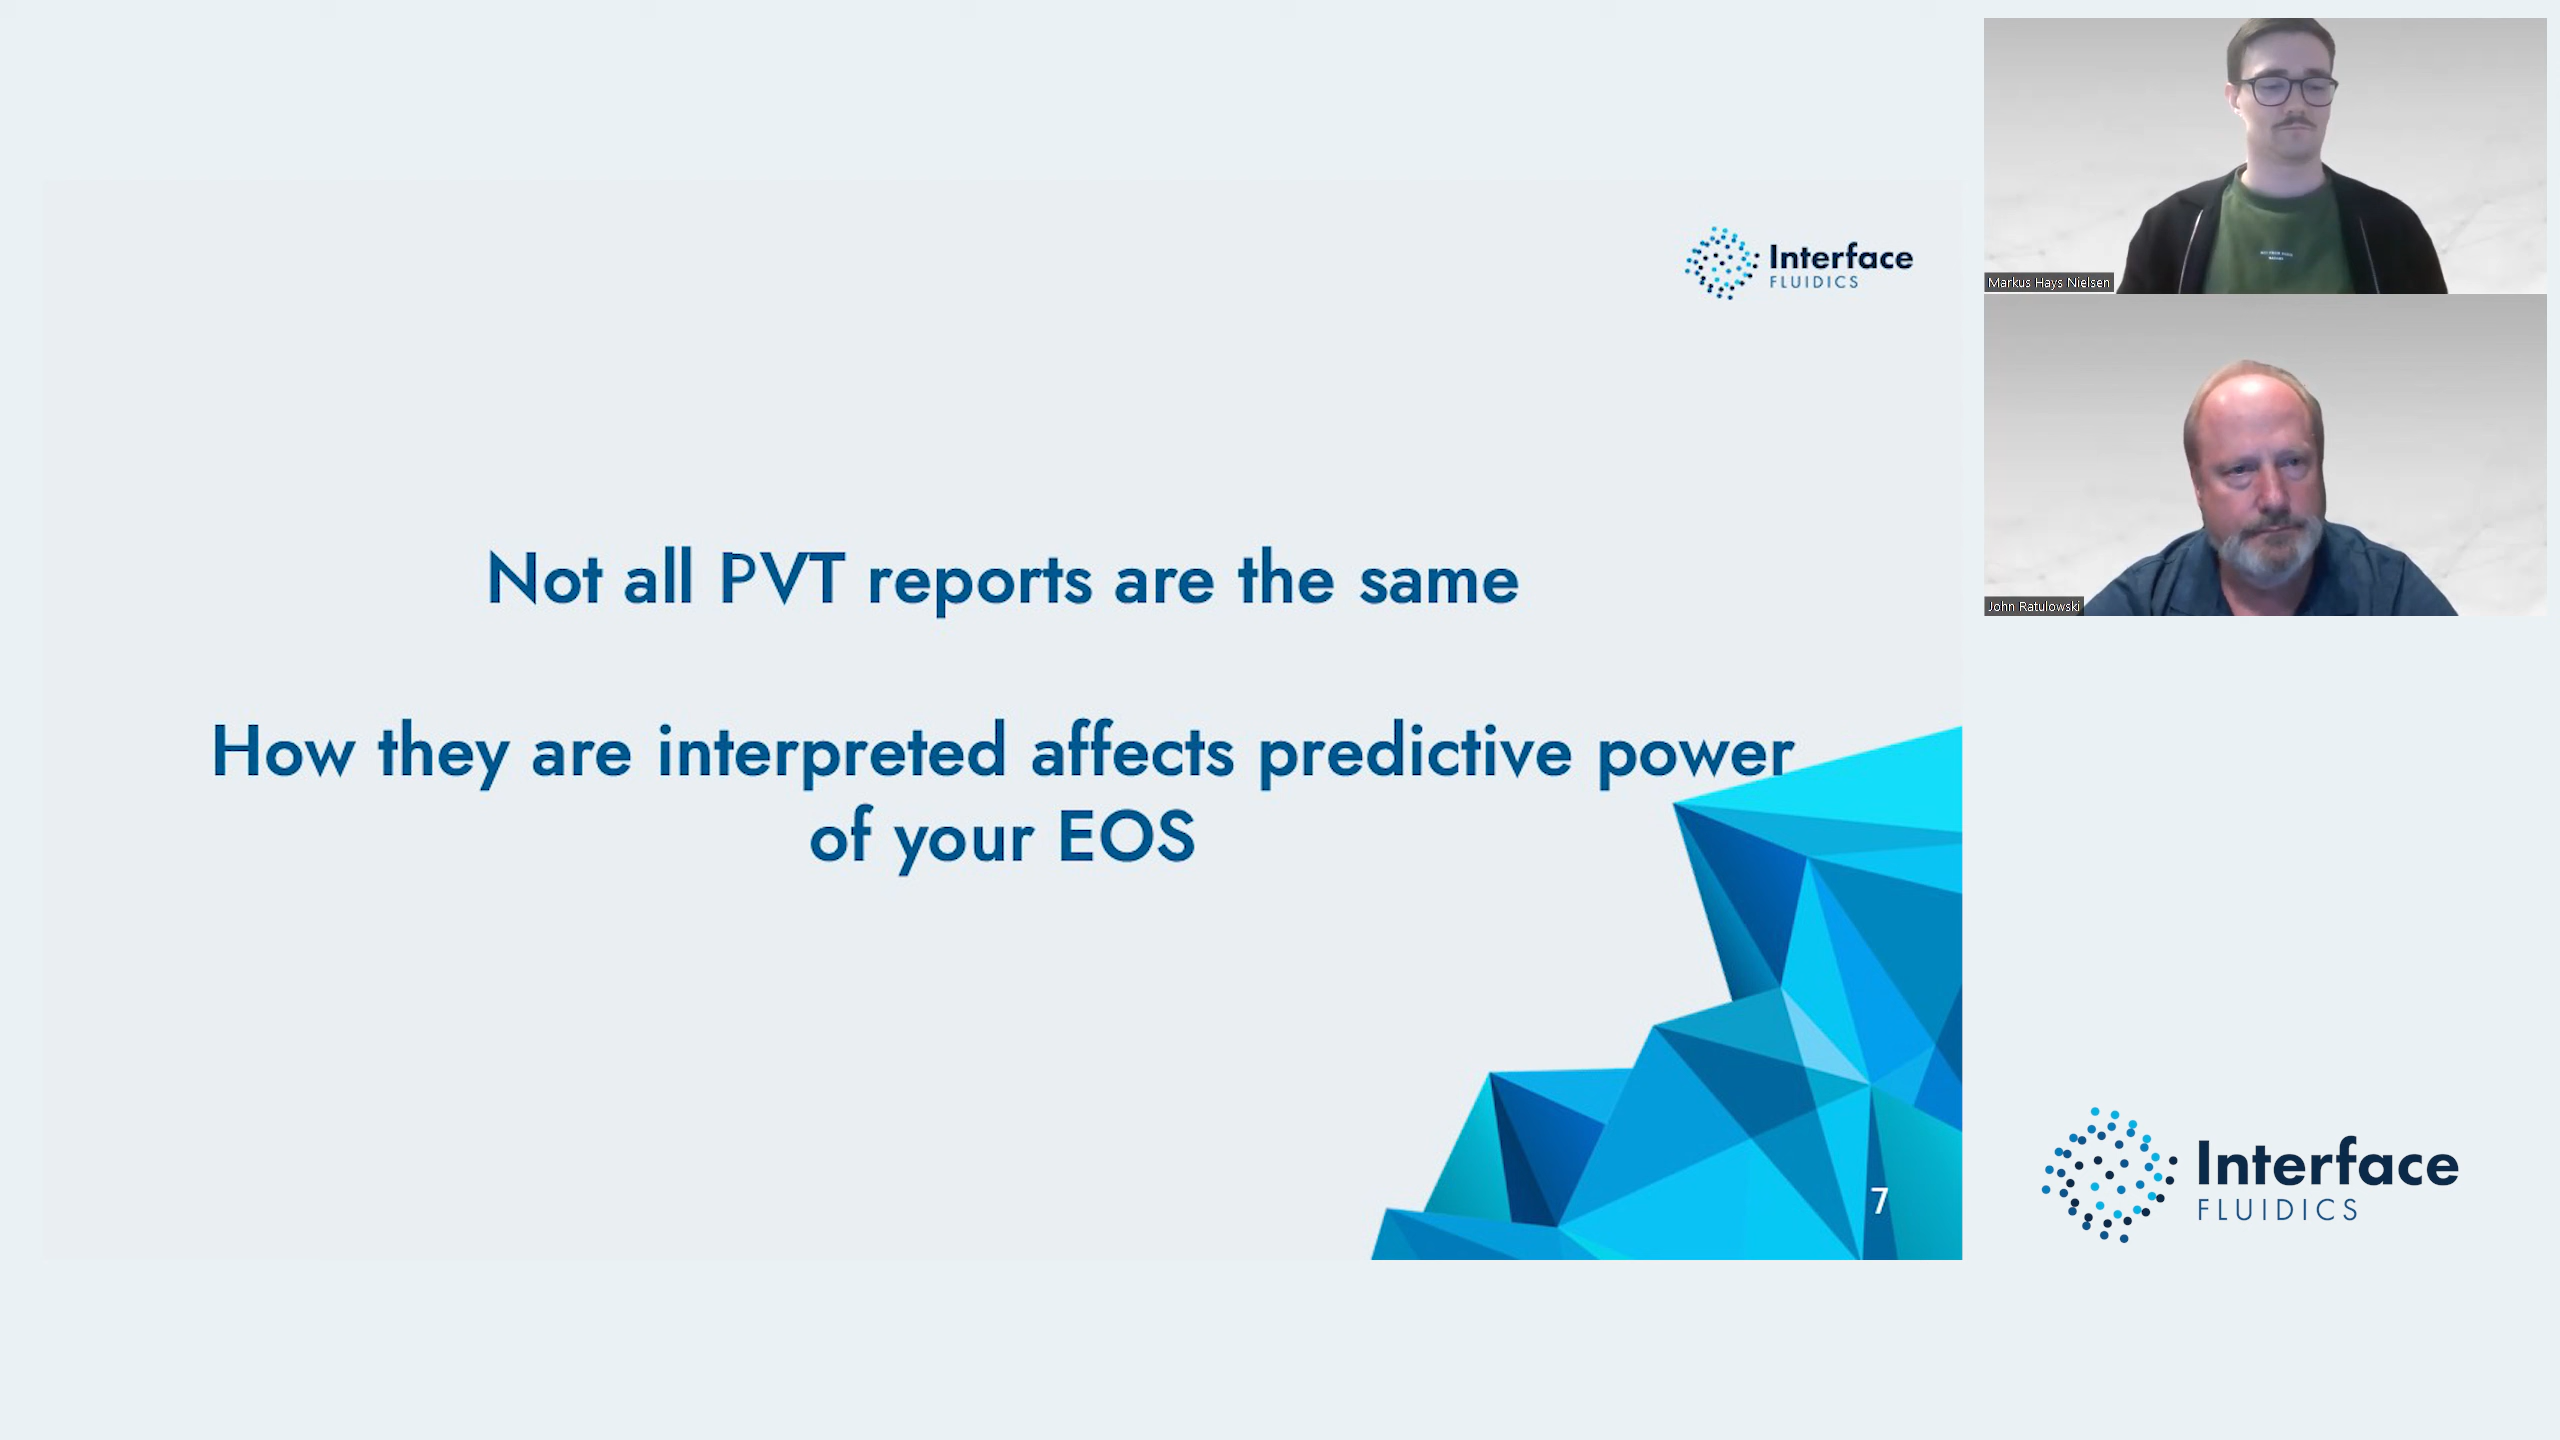 Interface
FLUIDICS
Not all PVT reports are the same
How they are interpreted affects predictive power
of your EOS
7
Markus Hays Nielsen
John Ratulowski
Interface
FLUIDICS